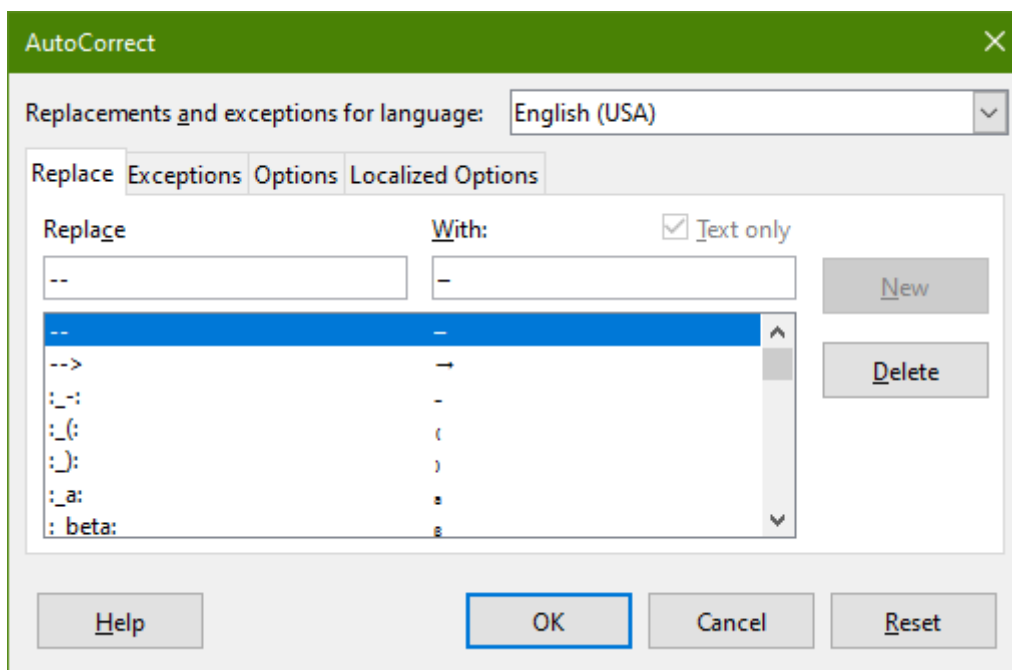 AutoCorrect
Replacements and exceptions for language: English (USA)
Replace Exceptions Options Localized Options
Replace With: Text only
-- –
New
-- –
--> →
Delete
:_-: ₋
:_(: ₍
:_): ₎
:_a: ₐ
:_beta: ᵦ
Help OK Cancel Reset